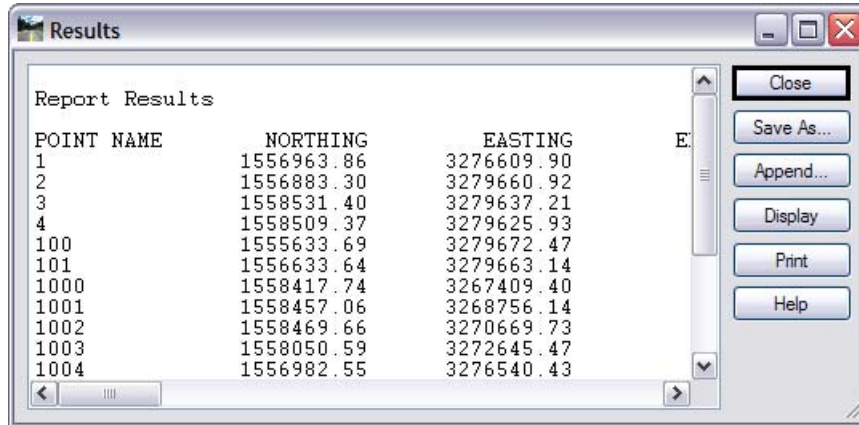 Results
Report Results
POINT NAME NORTHING EASTING
1 1556963.86 3276609.90
2 1556883.30 3279660.92
3 1558531.40 3279637.21
4 1558509.37 3279625.93
100 1555633.69 3279672.47
101 1556633.64 3279663.14
1000 1558417.74 3267409.40
1001 1558457.06 3268756.14
1002 1558469.66 3270669.73
1003 1558050.59 3272645.47
1004 1556982.55 3276540.43
Close
Save As...
Append...
Display
Print
Help